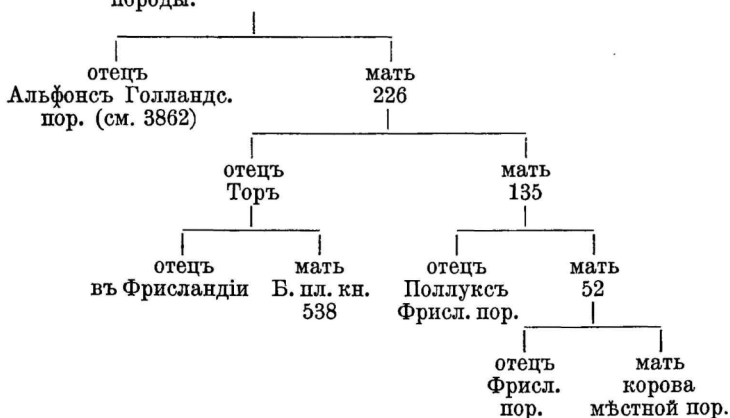 породы.
отецъ мать
Альфонсъ Голландс. 226
пор. (см. 3862)
отецъ мать
Торъ 135
отецъ мать отецъ мать
въ Фрисландіи Б. пл. кн. Поллуксъ 52
538 Фрисл. пор.
отецъ мать
Фрисл. корова
пор. мѣстной пор.